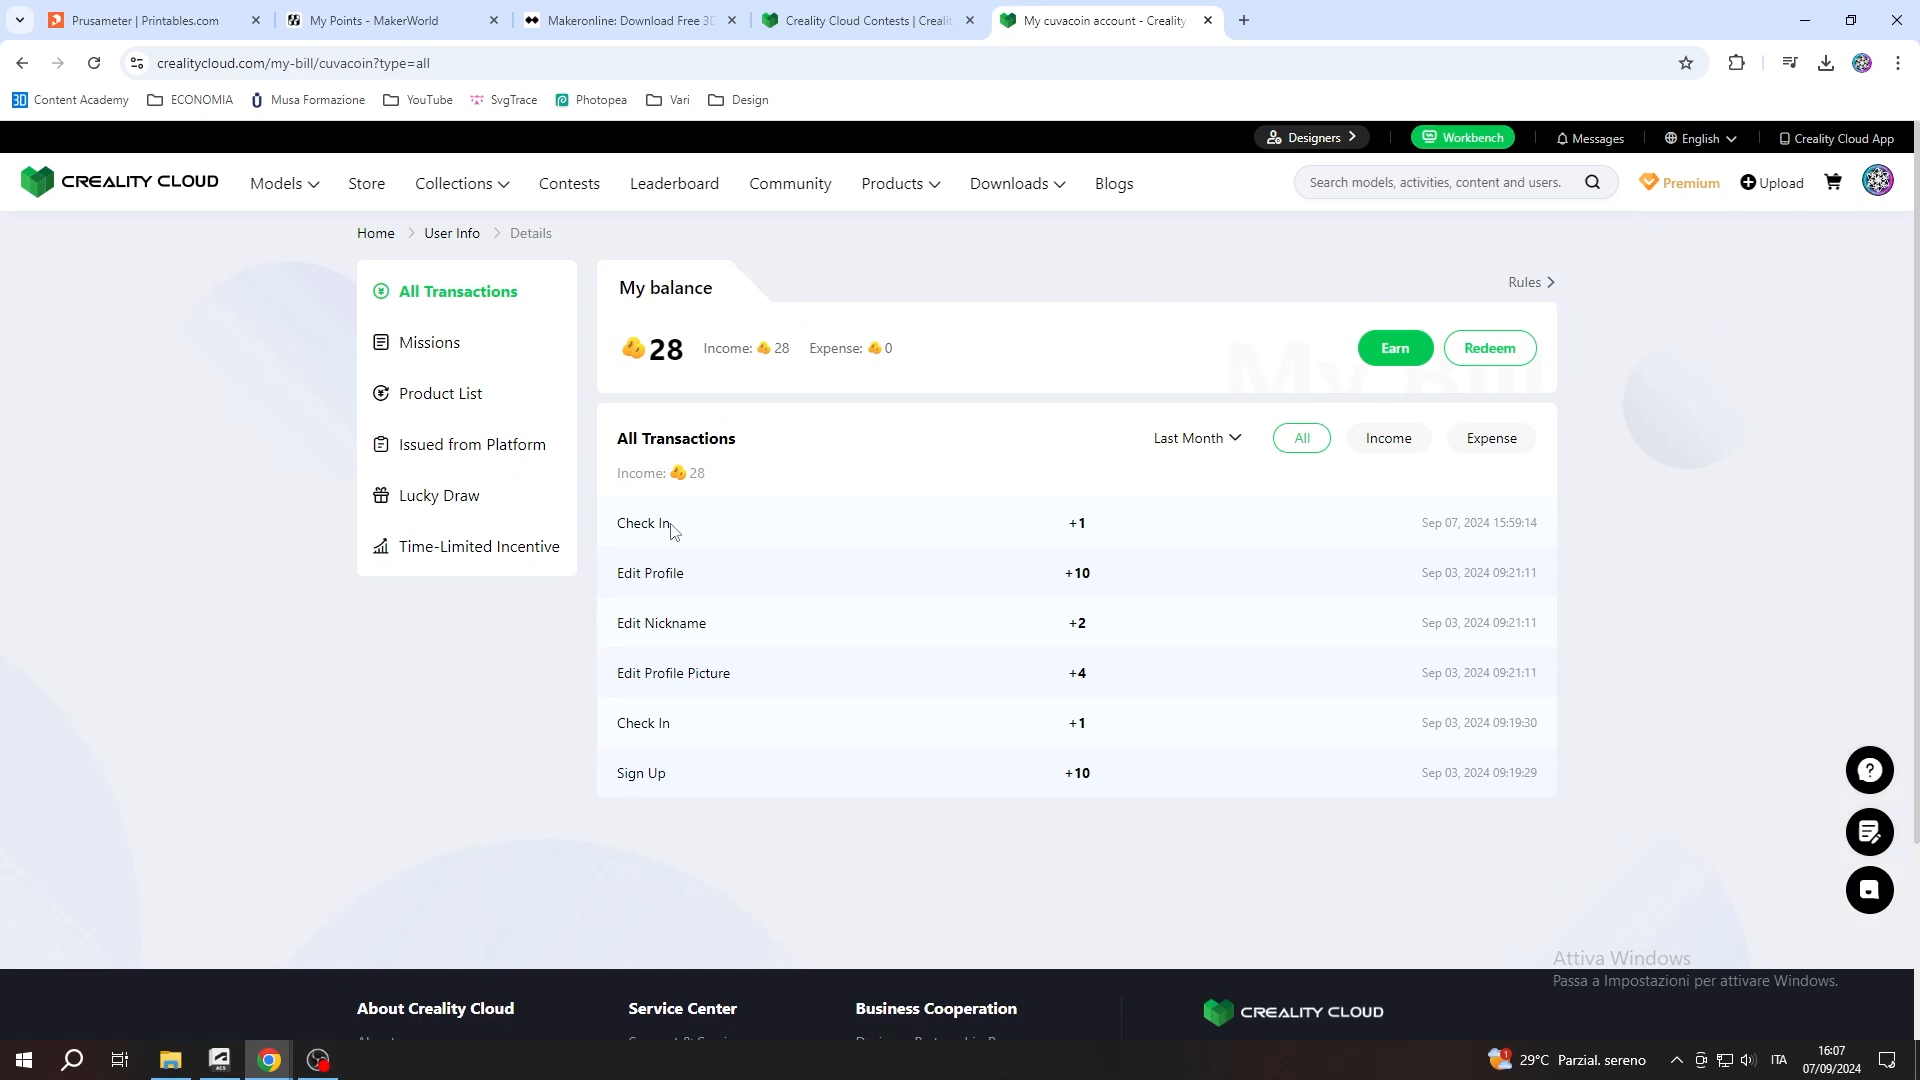 Prusameter | Printables.com
My Points - MakerWorld
Makeronline: Download Free 3D
Creality Cloud Contests | Creali
My cuvacoin account - Creality
crealitycloud.com/my-bill/cuvacoin?type=all
3D Content Academy
ECONOMIA
Musa Formazione
YouTube
SvgTrace
Photopea
Vari
Design
Designers
Workbench
Messages
English
Creality Cloud App
CREALITY CLOUD
Models
Store
Collections
Contests
Leaderboard
Community
Products
Downloads
Blogs
Search models, activities, content and users.
Premium
Upload
Home > User Info > Details
All Transactions
Missions
Product List
Issued from Platform
Lucky Draw
Time-Limited Incentive
My balance
Rules >
28 Income: 28 Expense: 0
Earn
Redeem
My Bill
All Transactions
Last Month
All
Income
Expense
Income: 28
Check In +1 Sep 07, 2024 15:59:14
Edit Profile +10 Sep 03, 2024 09:21:11
Edit Nickname +2 Sep 03, 2024 09:21:11
Edit Profile Picture +4 Sep 03, 2024 09:21:11
Check In +1 Sep 03, 2024 09:19:30
Sign Up +10 Sep 03, 2024 09:19:29
Attiva Windows
Passa a Impostazioni per attivare Windows.
About Creality Cloud
Service Center
Business Cooperation
CREALITY CLOUD
ACS
1
29°C Parzial. sereno
ITA
16:07
07/09/2024